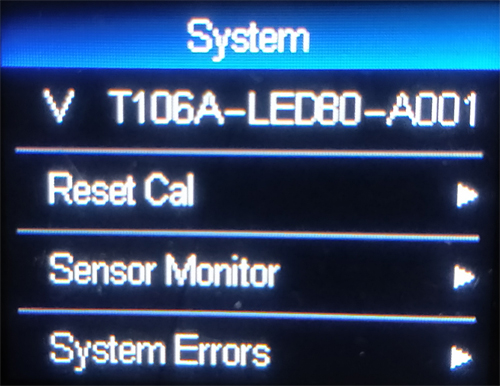 System
V T106A-LED80-A001
Reset Cal
Sensor Monitor
System Errors